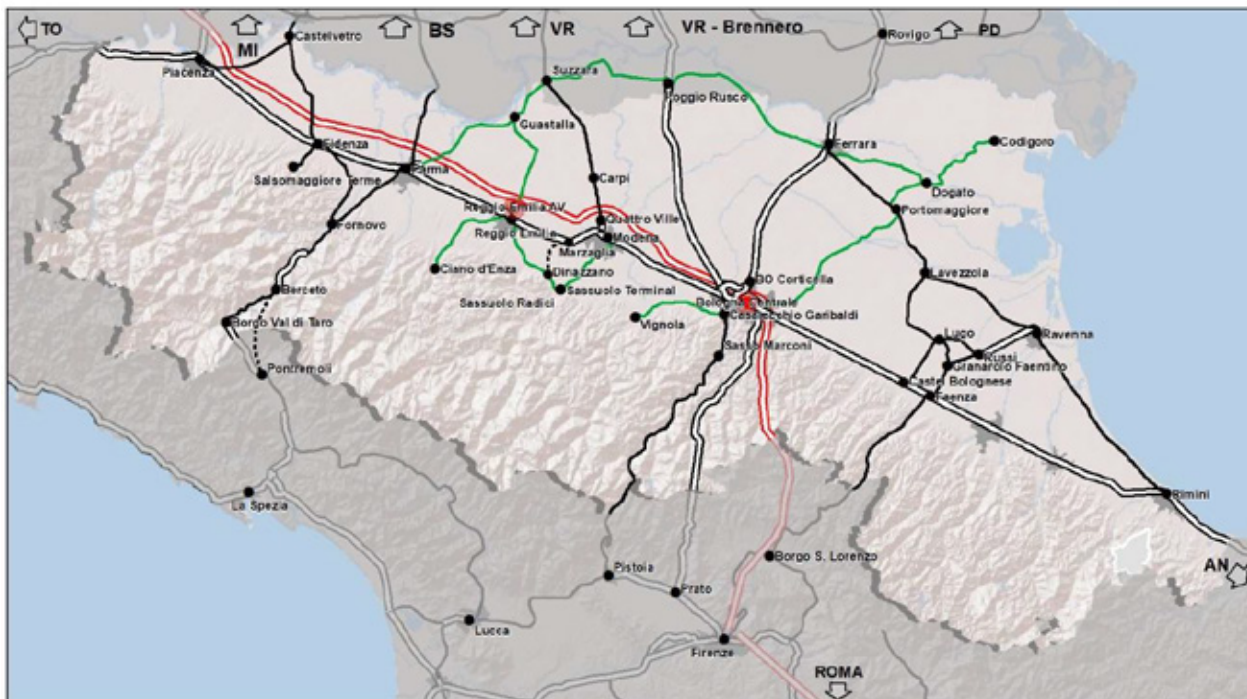 TO
MI
BS
VR
VR - Brennero
PD
Castelvetro
Rovigo
Piacenza
Suzzara
Poggio Rusco
Guastalla
Fidenza
Ferrara
Codigoro
Salsomaggiore Terme
Parma
Carpi
Dogato
Reggio Emilia AV
Portomaggiore
Fornovo
Quattro Ville
Reggio Emilia
Modena
Marzaglia
Ciano d'Enza
Dinazzano
Lavezzola
BO Corticella
Berceto
Sassuolo Terminal
Sassuolo Radici
Bologna Centrale
Casalecchio Garibaldi
Vignola
Borgo Val di Taro
Lugo
Ravenna
Sasso Marconi
Russi
Granarolo Faentino
Pontremoli
Castel Bolognese
Faenza
La Spezia
Rimini
Borgo S. Lorenzo
AN
Pistoia
Prato
Lucca
Firenze
ROMA